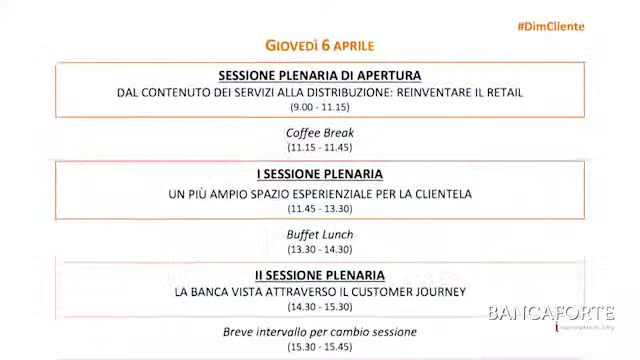 #DimCliente
GIOVEDÌ 6 APRILE
SESSIONE PLENARIA DI APERTURA
DAL CONTENUTO DEI SERVIZI ALLA DISTRIBUZIONE: REINVENTARE IL RETAIL
(9.00 - 11.15)
Coffee Break
(11.15 - 11.45)
I SESSIONE PLENARIA
UN PIÙ AMPIO SPAZIO ESPERIENZIALE PER LA CLIENTELA
(11.45 - 13.30)
Buffet Lunch
(13.30 - 14.30)
II SESSIONE PLENARIA
LA BANCA VISTA ATTRAVERSO IL CUSTOMER JOURNEY
(14.30 - 15.30)
BANCAFORTE
Breve intervallo per cambio sessione
(15.30 - 15.45)